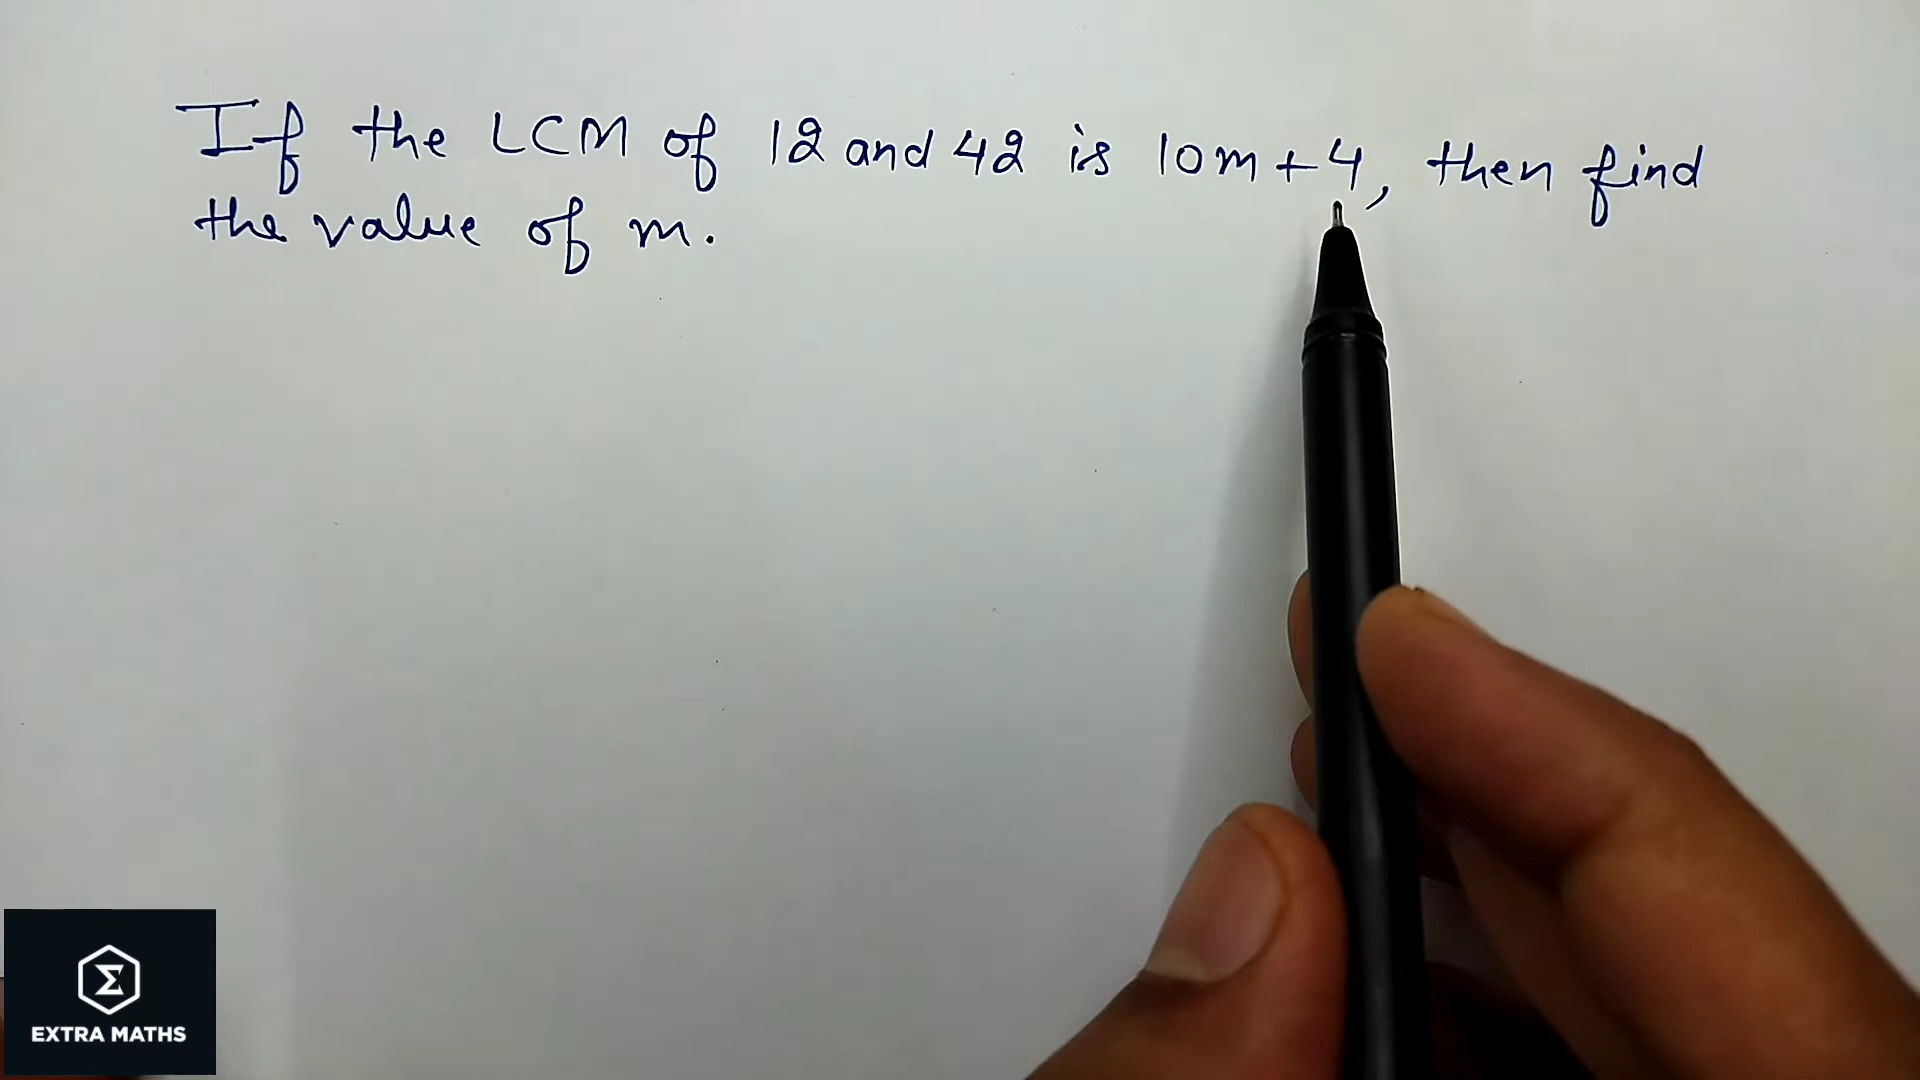 If the LCM of 12 and 42 is 10m+4, then find
the value of m.
Σ
EXTRA MATHS